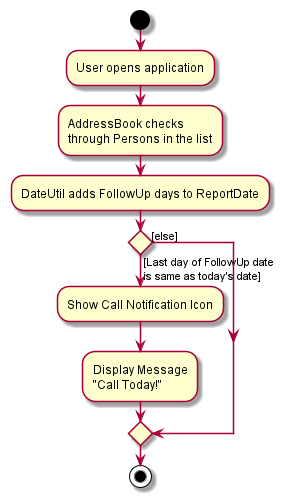 User opens application
AddressBook checks
through Persons in the list
DateUtil adds FollowUp days to ReportDate
[else]
[Last day of FollowUp date
is same as today's date]
Show Call Notification Icon
Display Message
"Call Today!"